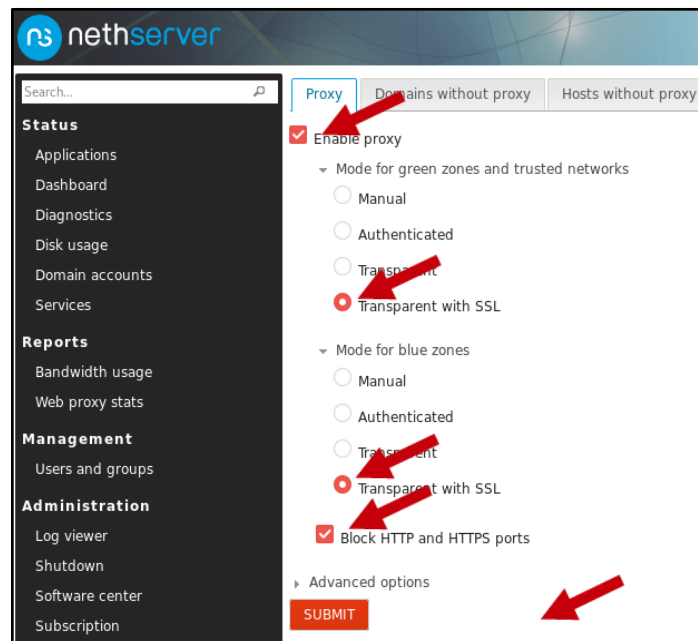 nethserver
Search...
Status
Applications
Dashboard
Diagnostics
Disk usage
Domain accounts
Services
Reports
Bandwidth usage
Web proxy stats
Management
Users and groups
Administration
Log viewer
Shutdown
Software center
Subscription
Proxy
Domains without proxy
Hosts without proxy
Enable proxy
Mode for green zones and trusted networks
Manual
Authenticated
Transparent
Transparent with SSL
Mode for blue zones
Manual
Authenticated
Transparent
Transparent with SSL
Block HTTP and HTTPS ports
Advanced options
SUBMIT